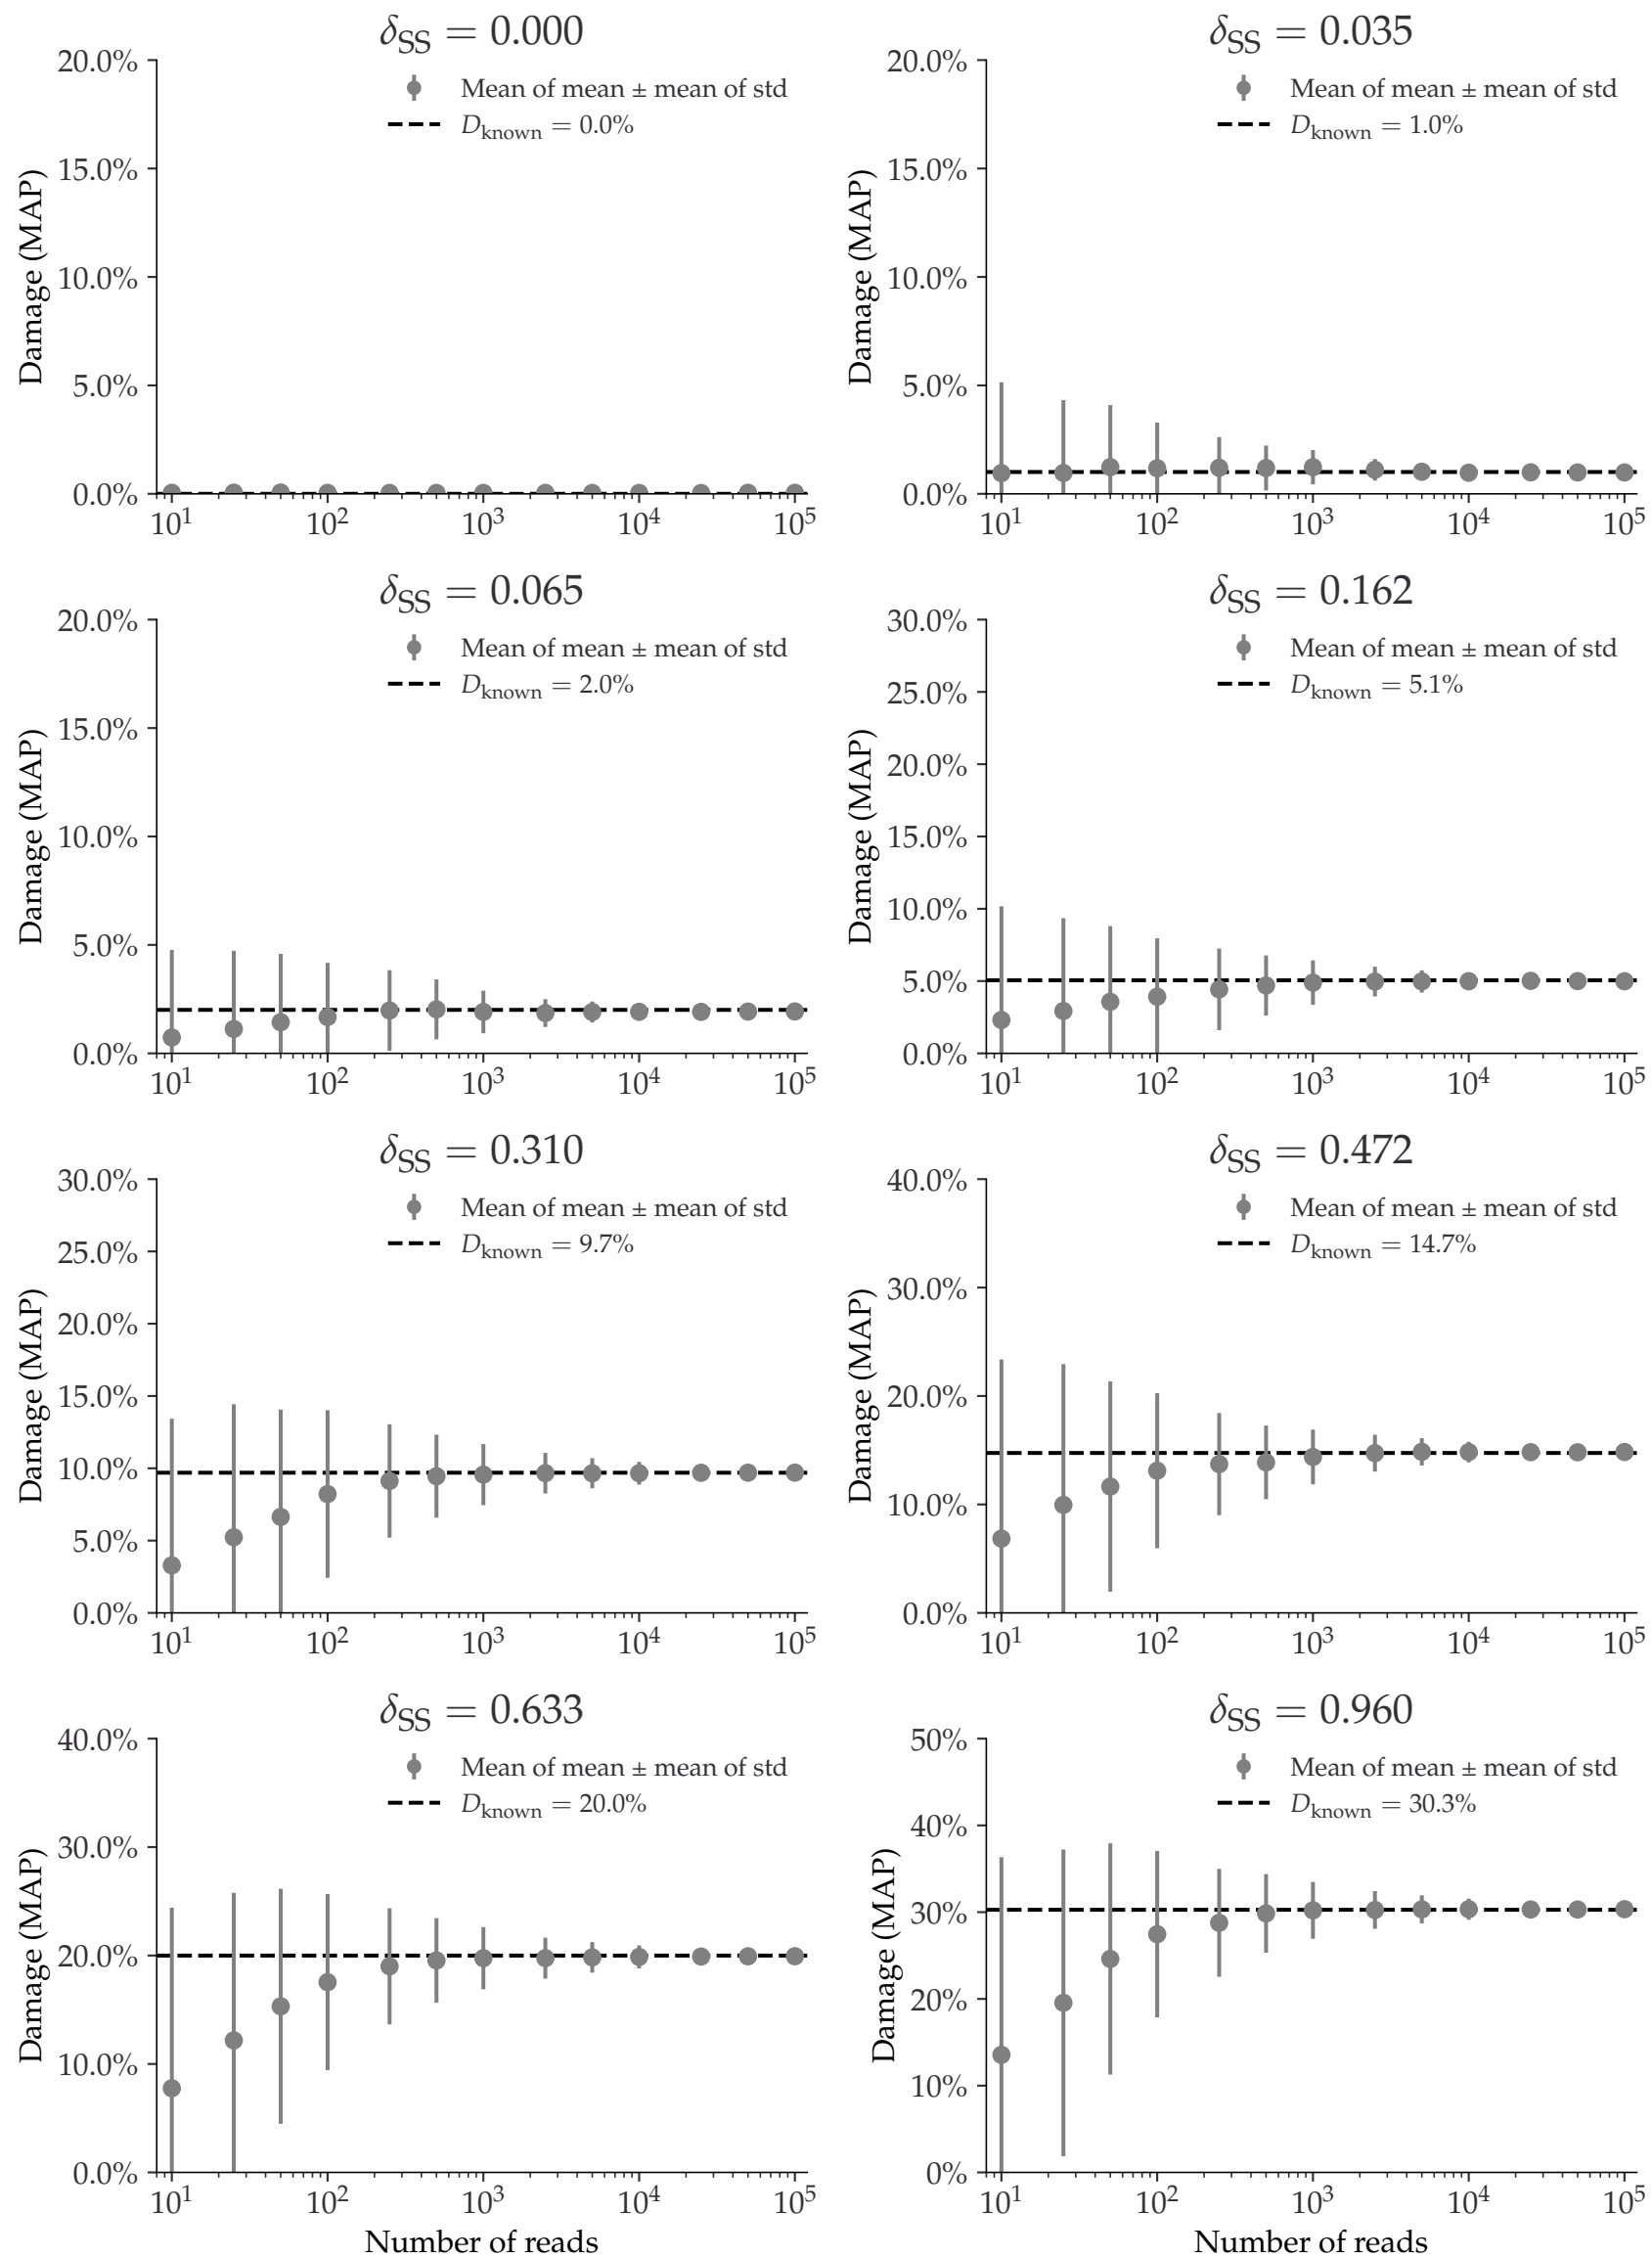 δSS = 0.000
20.0%
15.0%
10.0%
5.0%
0.0%
Damage (MAP)
Mean of mean ± mean of std
Dknown = 0.0%
10¹ 10² 10³ 10⁴ 10⁵
δSS = 0.035
20.0%
15.0%
10.0%
5.0%
0.0%
Damage (MAP)
Mean of mean ± mean of std
Dknown = 1.0%
10¹ 10² 10³ 10⁴ 10⁵
δSS = 0.065
20.0%
15.0%
10.0%
5.0%
0.0%
Damage (MAP)
Mean of mean ± mean of std
Dknown = 2.0%
10¹ 10² 10³ 10⁴ 10⁵
δSS = 0.162
30.0%
25.0%
20.0%
15.0%
10.0%
5.0%
0.0%
Damage (MAP)
Mean of mean ± mean of std
Dknown = 5.1%
10¹ 10² 10³ 10⁴ 10⁵
δSS = 0.310
30.0%
25.0%
20.0%
15.0%
10.0%
5.0%
0.0%
Damage (MAP)
Mean of mean ± mean of std
Dknown = 9.7%
10¹ 10² 10³ 10⁴ 10⁵
δSS = 0.472
40.0%
30.0%
20.0%
10.0%
0.0%
Damage (MAP)
Mean of mean ± mean of std
Dknown = 14.7%
10¹ 10² 10³ 10⁴ 10⁵
δSS = 0.633
40.0%
30.0%
20.0%
10.0%
0.0%
Damage (MAP)
Mean of mean ± mean of std
Dknown = 20.0%
10¹ 10² 10³ 10⁴ 10⁵
Number of reads
δSS = 0.960
50%
40%
30%
20%
10%
0%
Damage (MAP)
Mean of mean ± mean of std
Dknown = 30.3%
10¹ 10² 10³ 10⁴ 10⁵
Number of reads